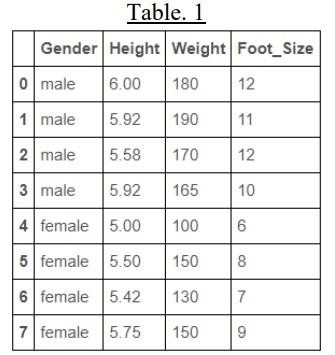 Table. 1
Gender Height Weight Foot_Size
0 male 6.00 180 12
1 male 5.92 190 11
2 male 5.58 170 12
3 male 5.92 165 10
4 female 5.00 100 6
5 female 5.50 150 8
6 female 5.42 130 7
7 female 5.75 150 9